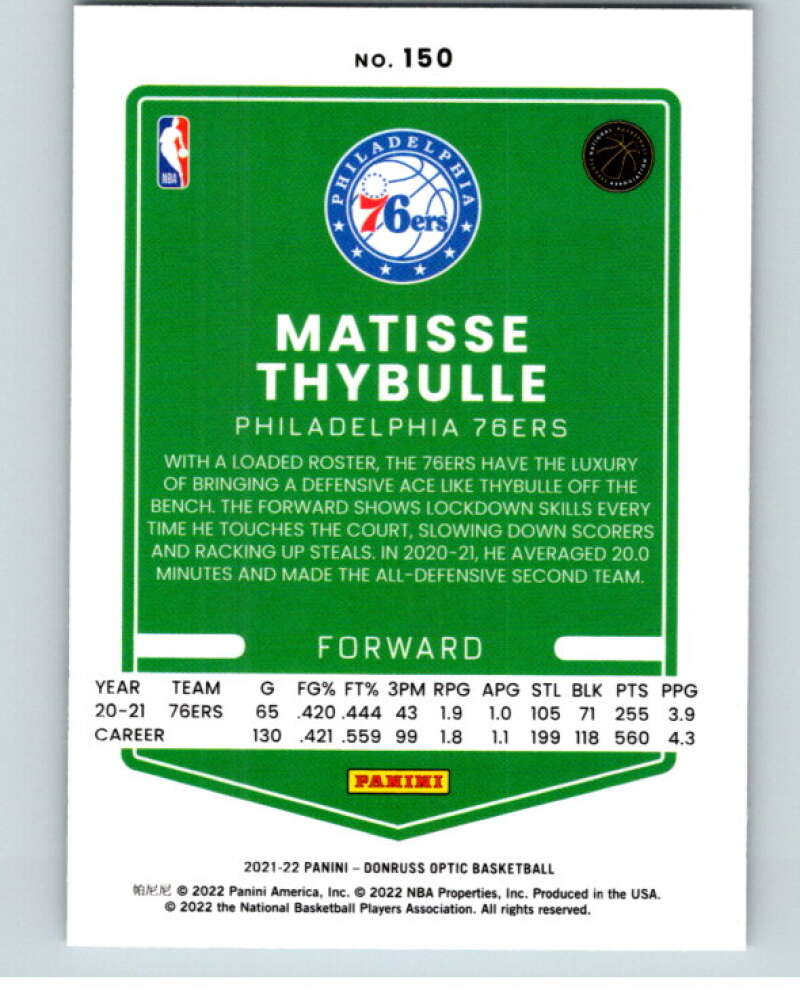 NO. 150
NBA
PHILADELPHIA
76ers
NATIONAL BASKETBALL
ASSOCIATION
MATISSE
THYBULLE
PHILADELPHIA 76ERS
WITH A LOADED ROSTER, THE 76ERS HAVE THE LUXURY
OF BRINGING A DEFENSIVE ACE LIKE THYBULLE OFF THE
BENCH. THE FORWARD SHOWS LOCKDOWN SKILLS EVERY
TIME HE TOUCHES THE COURT, SLOWING DOWN SCORERS
AND RACKING UP STEALS. IN 2020-21, HE AVERAGED 20.0
MINUTES AND MADE THE ALL-DEFENSIVE SECOND TEAM.
FORWARD
YEAR TEAM G FG% FT% 3PM RPG APG STL BLK PTS PPG
20-21 76ERS 65 .420 .444 43 1.9 1.0 105 71 255 3.9
CAREER 130 .421 .559 99 1.8 1.1 199 118 560 4.3
PANINI
2021-22 PANINI – DONRUSS OPTIC BASKETBALL
帕尼尼 © 2022 Panini America, Inc. © 2022 NBA Properties, Inc. Produced in the USA.
© 2022 the National Basketball Players Association. All rights reserved.